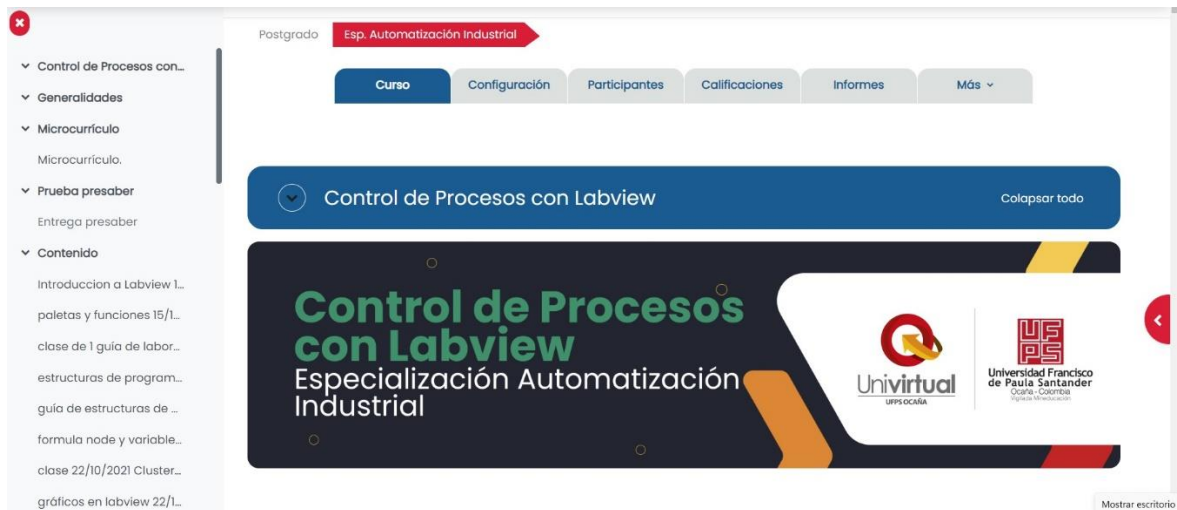 Postgrado
Esp. Automatización Industrial
Control de Procesos con...
Generalidades
Microcurrículo
Microcurrículo.
Prueba presaber
Entrega presaber
Contenido
Introduccion a Labview 1...
paletas y funciones 15/1...
clase de 1 guía de labor...
estructuras de program...
guía de estructuras de ...
formula node y variable...
clase 22/10/2021 Cluster...
gráficos en labview 22/1...
Curso
Configuración
Participantes
Calificaciones
Informes
Más
Control de Procesos con Labview
Colapsar todo
Control de Procesos
con Labview
Especialización Automatización
Industrial
Univirtual
UFPS OCAÑA
UFPS
Universidad Francisco
de Paula Santander
Ocaña - Colombia
Vigilada Mineducación
Mostrar escritorio